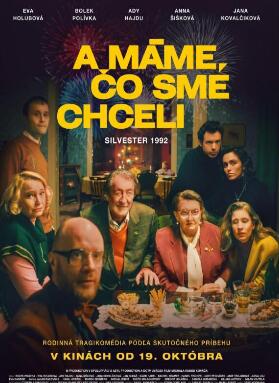 EVA HOLUBOVÁ
BOLEK POLÍVKA
ADY HAJDU
ANNA ŠIŠKOVÁ
JANA KOVALČIKOVÁ
A MÁME,
ČO SME
CHCELI
SILVESTER 1992
RODINNÁ TRAGIKOMÉDIA PODĽA SKUTOČNÉHO PRÍBEHU
V KINÁCH OD 19. OKTÓBRA